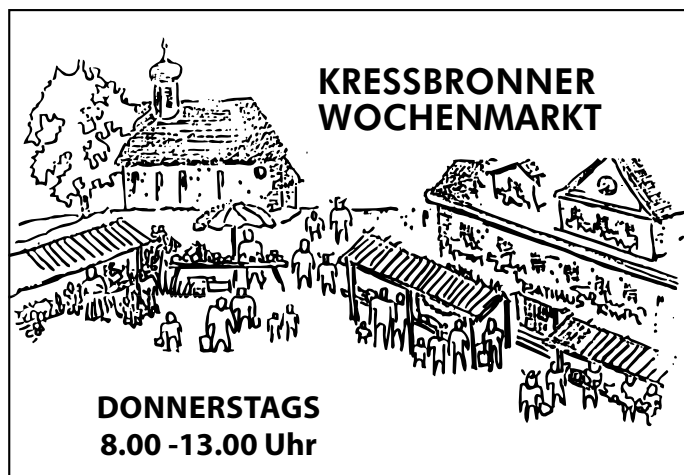 KRESSBRONNER
WOCHENMARKT
RATHAUS
DONNERSTAGS
8.00 -13.00 Uhr